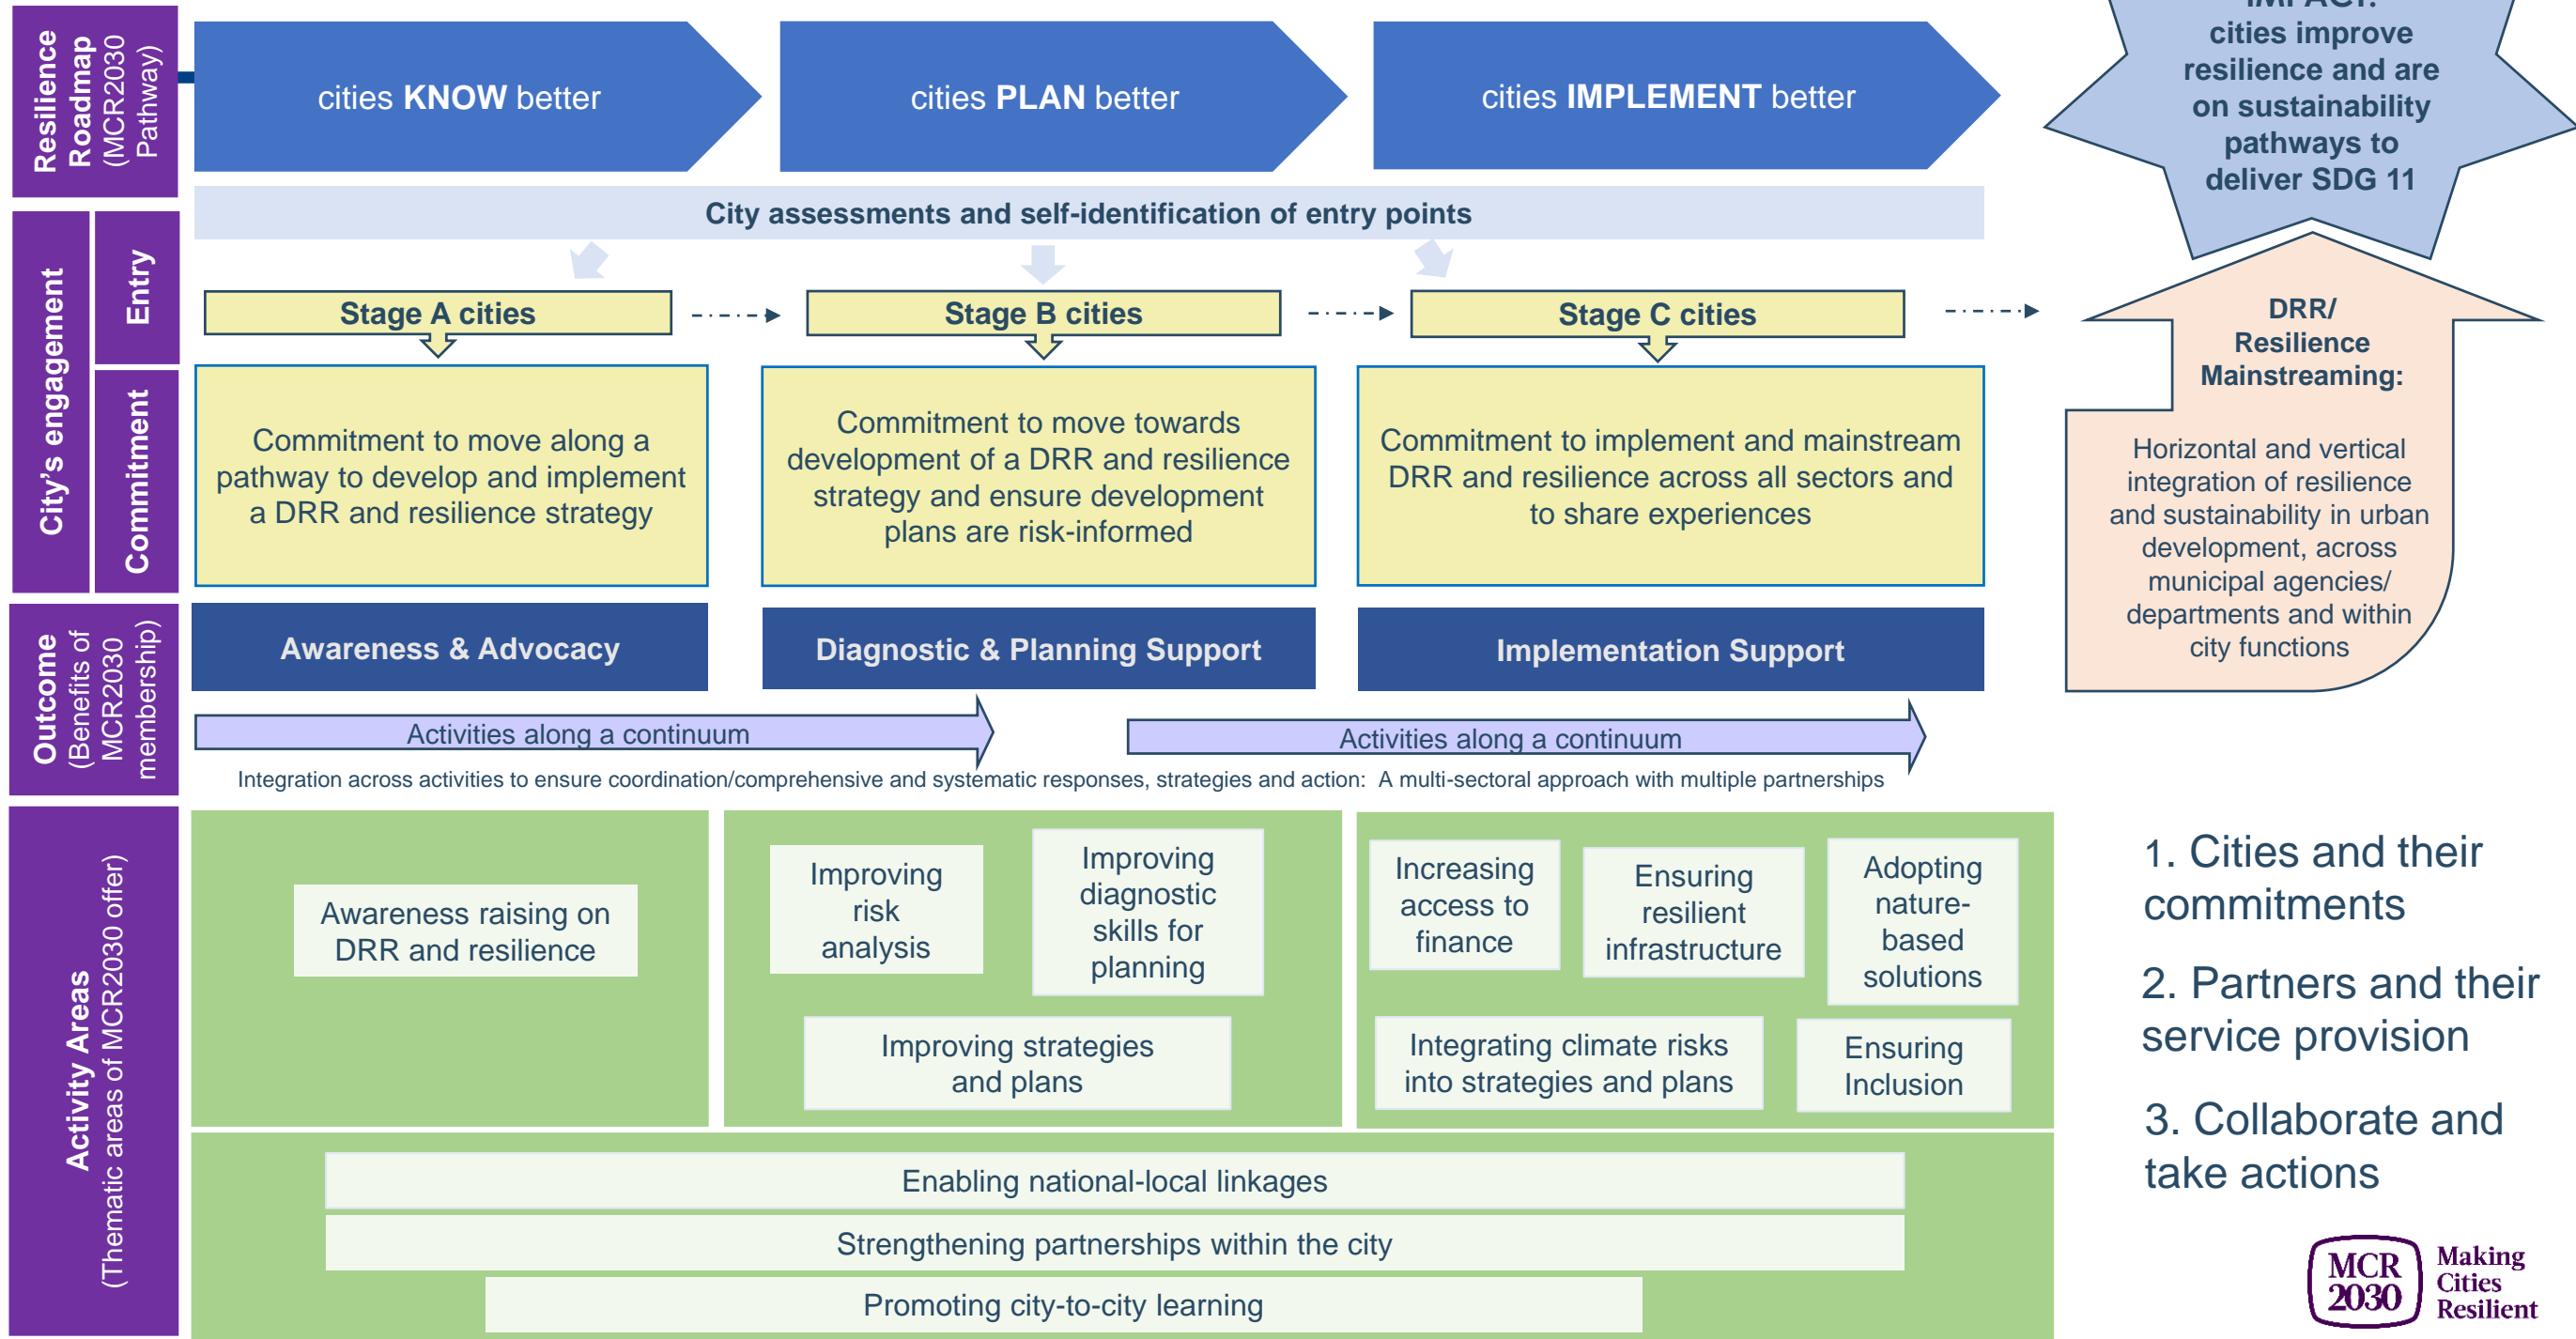 Resilience
Roadmap
(MCR2030
Pathway)
cities KNOW better
cities PLAN better
cities IMPLEMENT better
IMPACT:
cities improve
resilience and are
on sustainability
pathways to
deliver SDG 11
City assessments and self-identification of entry points
City's engagement
Entry
Stage A cities
Stage B cities
Stage C cities
Commitment
Commitment to move along a
pathway to develop and implement
a DRR and resilience strategy
Commitment to move towards
development of a DRR and resilience
strategy and ensure development
plans are risk-informed
Commitment to implement and mainstream
DRR and resilience across all sectors and
to share experiences
DRR/
Resilience
Mainstreaming:
Horizontal and vertical
integration of resilience
and sustainability in urban
development, across
municipal agencies/
departments and within
city functions
Outcome
(Benefits of
MCR2030
membership)
Awareness & Advocacy
Diagnostic & Planning Support
Implementation Support
Activities along a continuum
Activities along a continuum
Integration across activities to ensure coordination/comprehensive and systematic responses, strategies and action: A multi-sectoral approach with multiple partnerships
Activity Areas
(Thematic areas of MCR2030 offer)
Awareness raising on
DRR and resilience
Improving
risk
analysis
Improving
diagnostic
skills for
planning
Improving strategies
and plans
Increasing
access to
finance
Ensuring
resilient
infrastructure
Adopting
nature-
based
solutions
Integrating climate risks
into strategies and plans
Ensuring
Inclusion
Enabling national-local linkages
Strengthening partnerships within the city
Promoting city-to-city learning
1. Cities and their
commitments
2. Partners and their
service provision
3. Collaborate and
take actions
MCR
2030
Making
Cities
Resilient